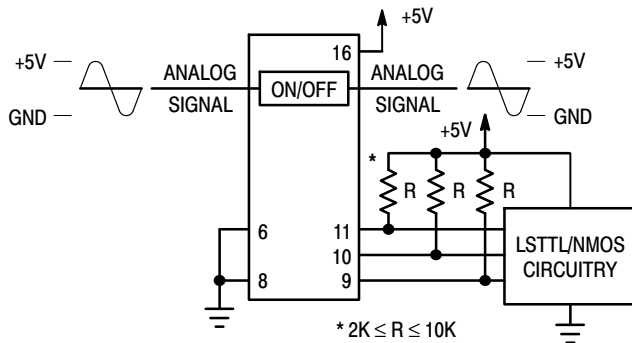 +5V
16
+5V
GND
ANALOG
SIGNAL
ON/OFF
ANALOG
SIGNAL
+5V
GND
+5V
*
R
R
R
6
11
10
8
9
LSTTL/NMOS
CIRCUITRY
* 2K ≤ R ≤ 10K